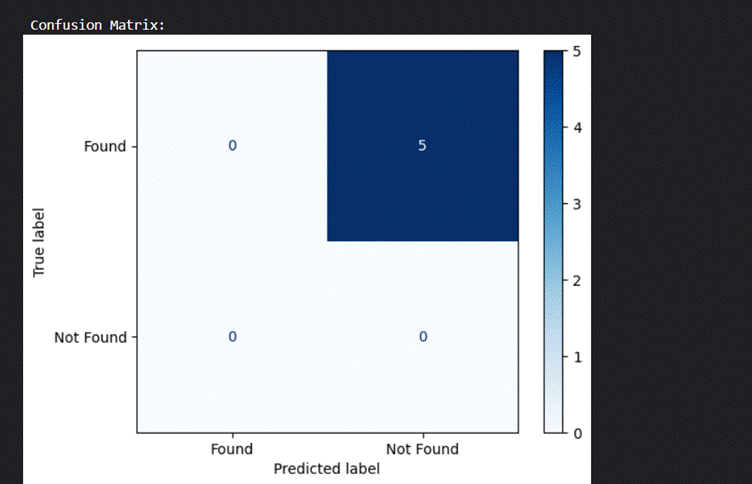 Confusion Matrix:
5
Found
0
5
4
3
True label
2
Not Found
0
0
1
0
Found
Not Found
Predicted label